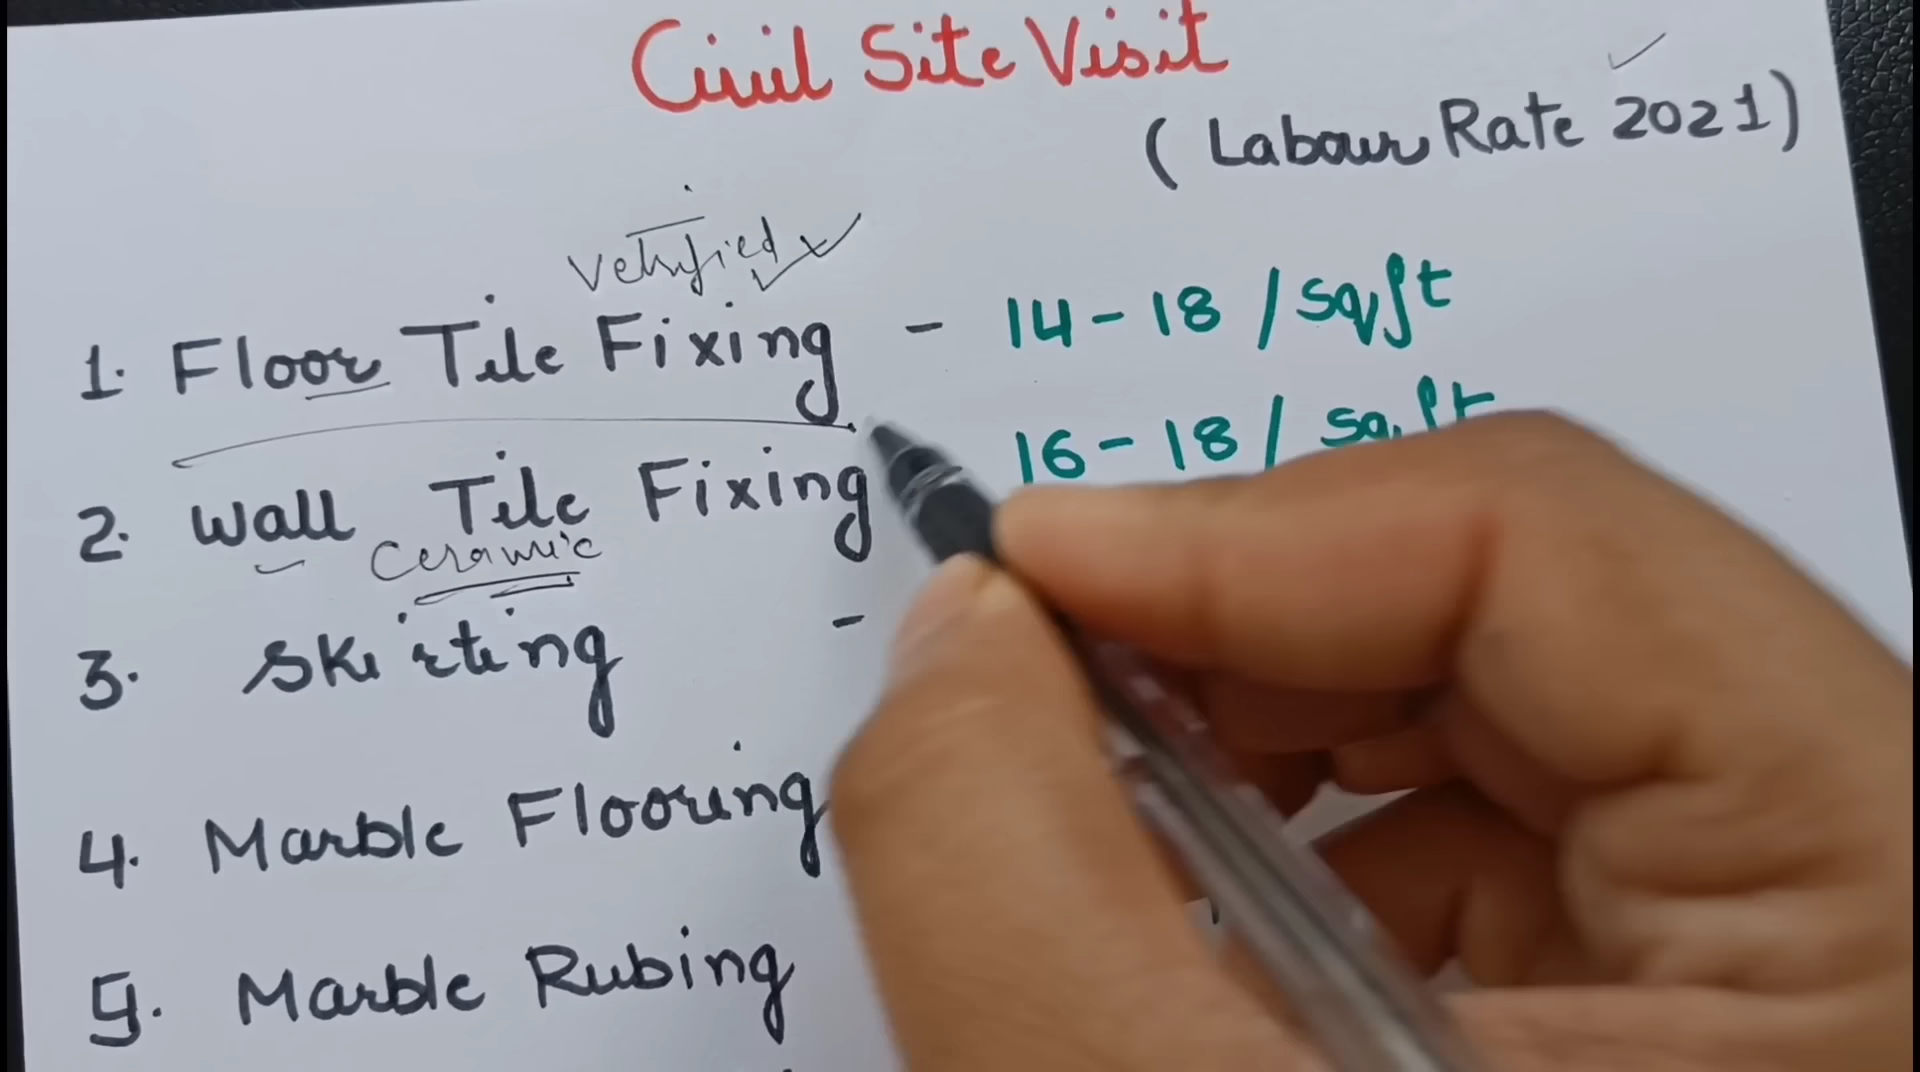 Civil Site Visit
(Labour Rate 2021)
Vetrified
1. Floor Tile Fixing - 14-18 /sqft
2. Wall Tile Fixing 16-18/ sqft
Ceramic
3. Skirting -
4. Marble Flooring
5. Marble Rubing